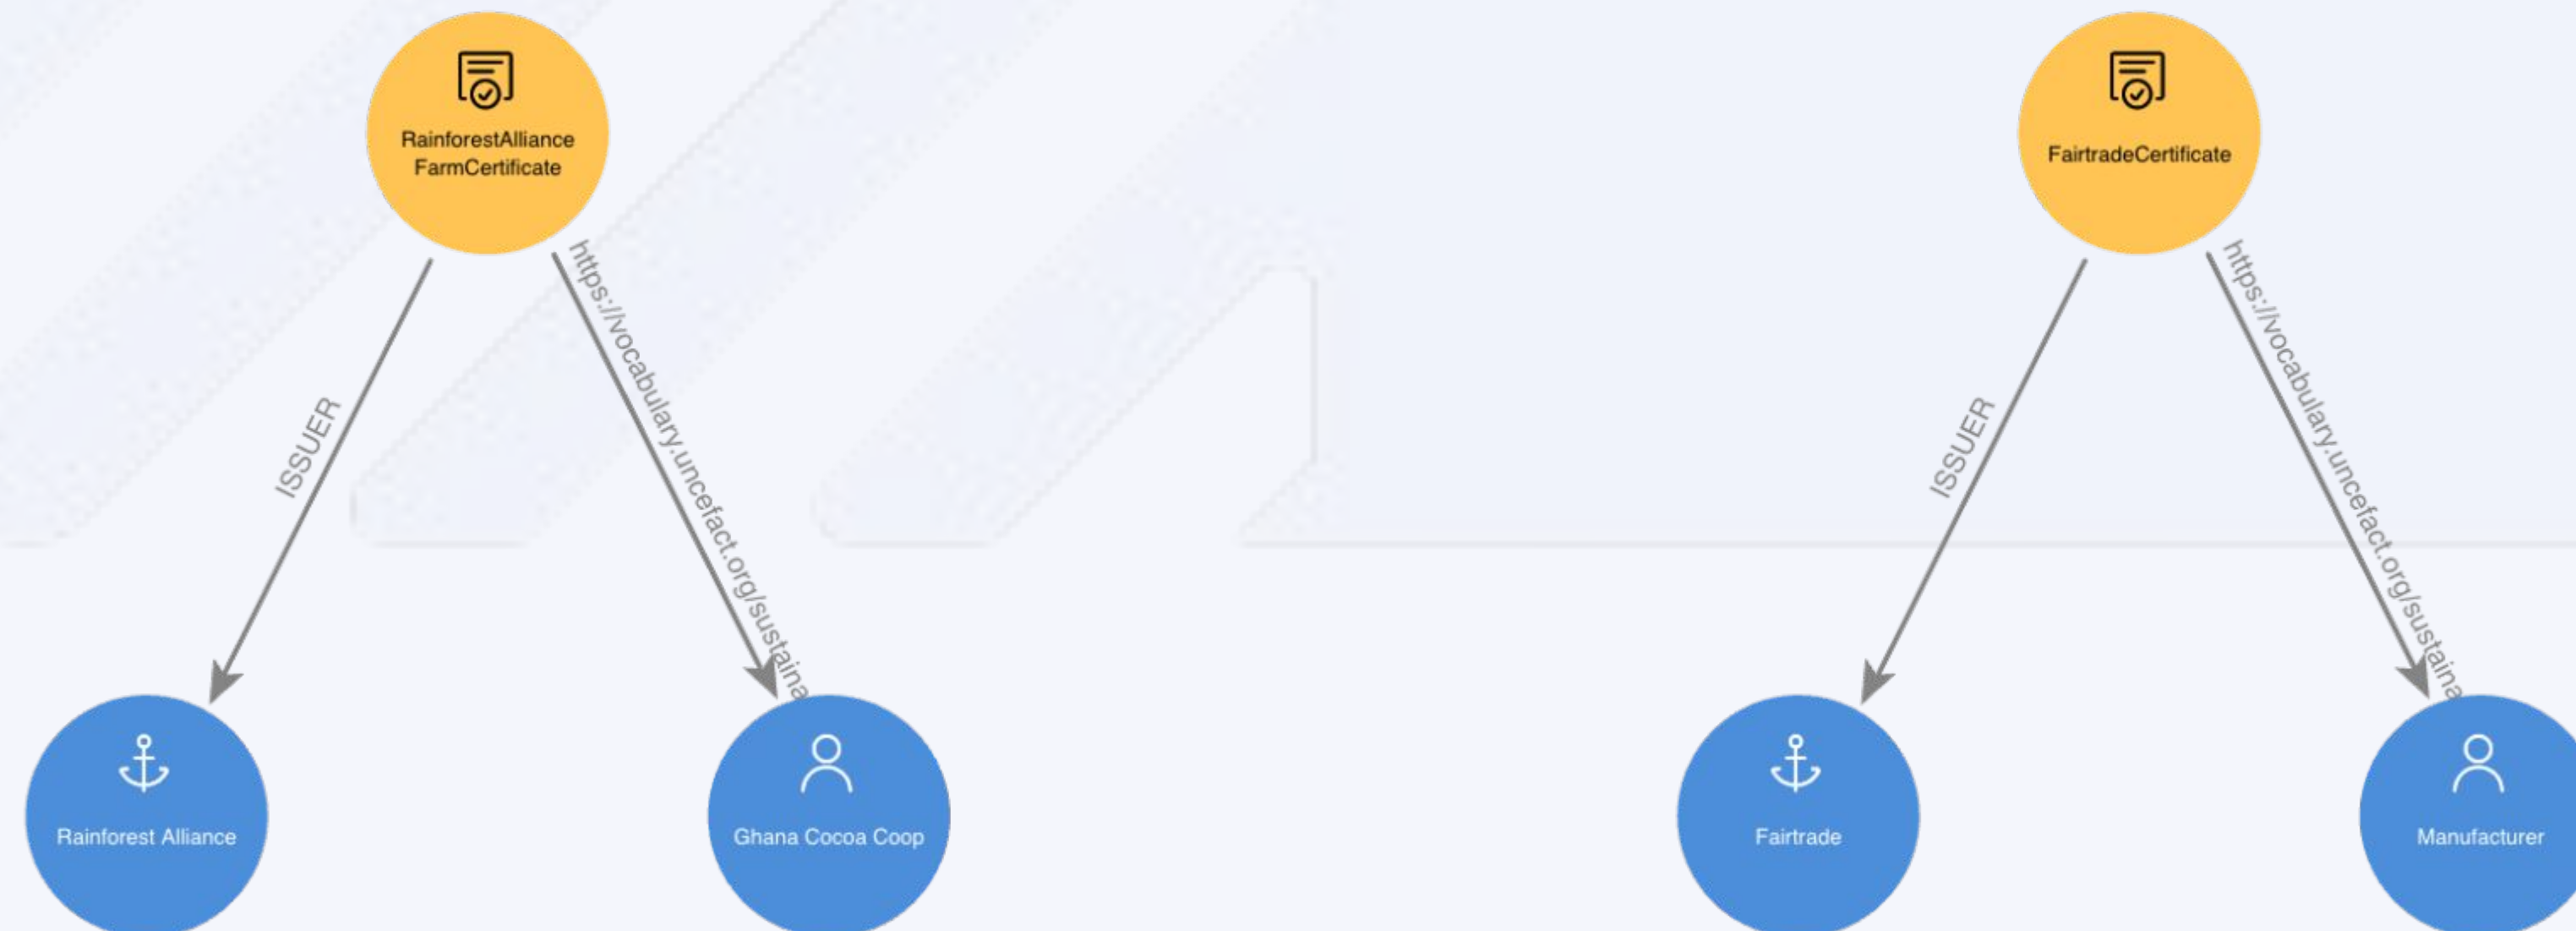 RainforestAlliance
FarmCertificate
FairtradeCertificate
ISSUER
https://vocabulary.uncefact.org/sustaina
ISSUER
https://vocabulary.uncefact.org/sustaina
Rainforest Alliance
Ghana Cocoa Coop
Fairtrade
Manufacturer